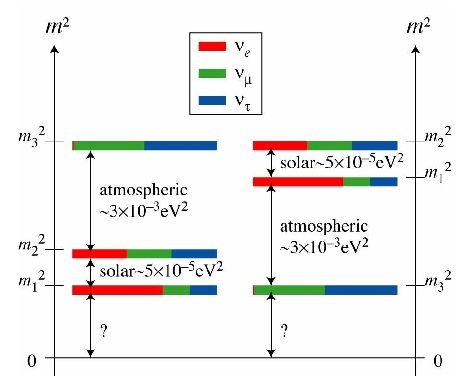 m² m²
νe
νμ
ντ
m₃² m₂²
solar~5×10⁻⁵eV²
m₁²
atmospheric
~3×10⁻³eV²
atmospheric
~3×10⁻³eV²
m₂²
solar~5×10⁻⁵cV²
m₁² m₃²
? ?
0 0